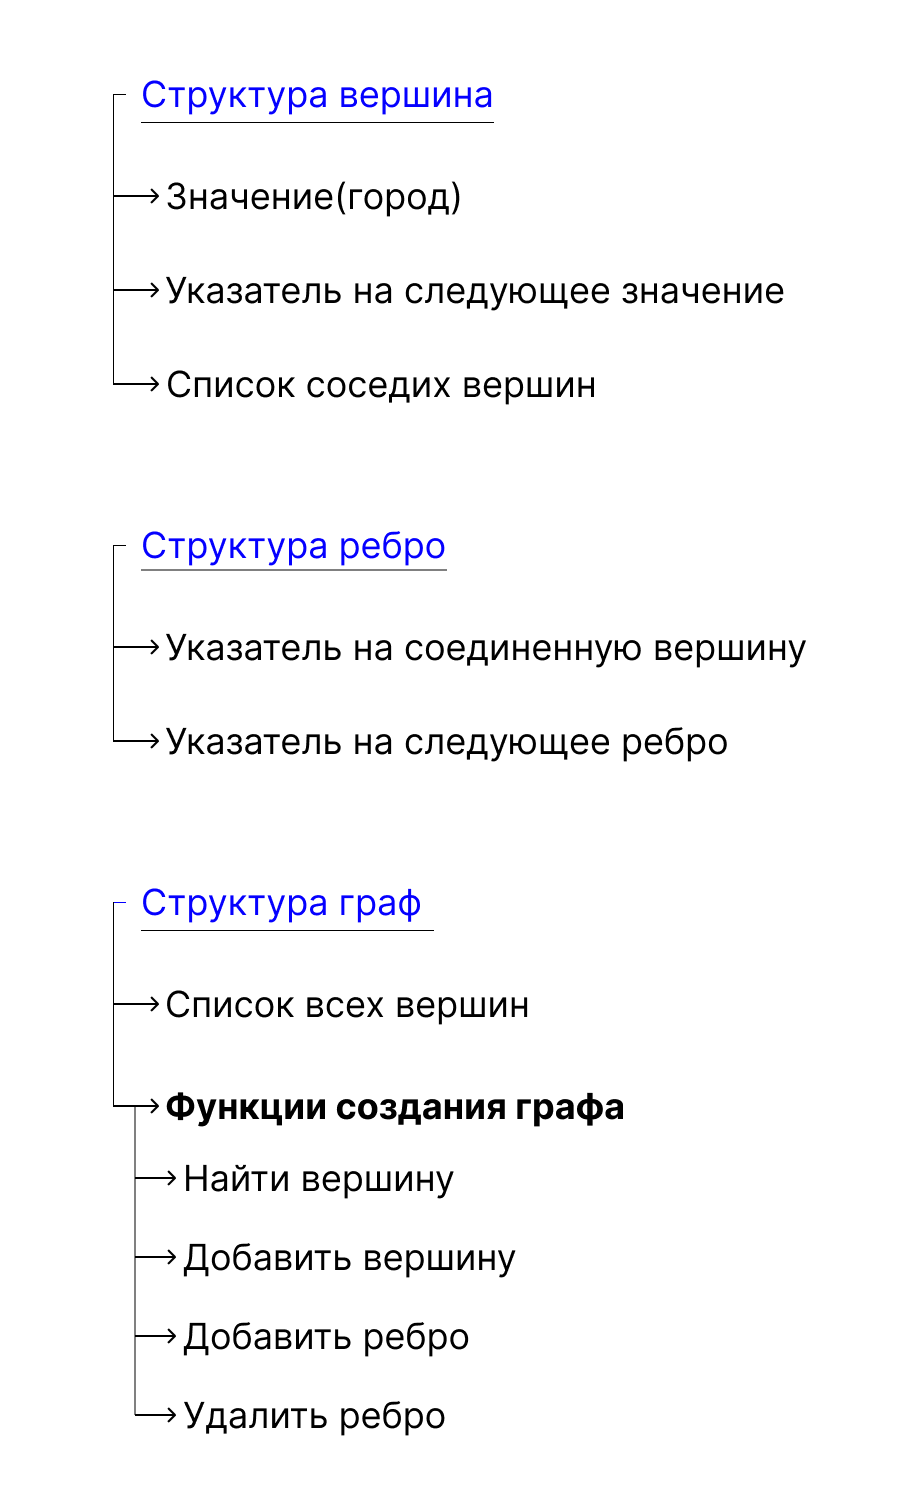 Структура вершина
Значение(город)
Указатель на следующее значение
Список соседих вершин
Структура ребро
Указатель на соединенную вершину
Указатель на следующее ребро
Структура граф
Список всех вершин
Функции создания графа
Найти вершину
Добавить вершину
Добавить ребро
Удалить ребро